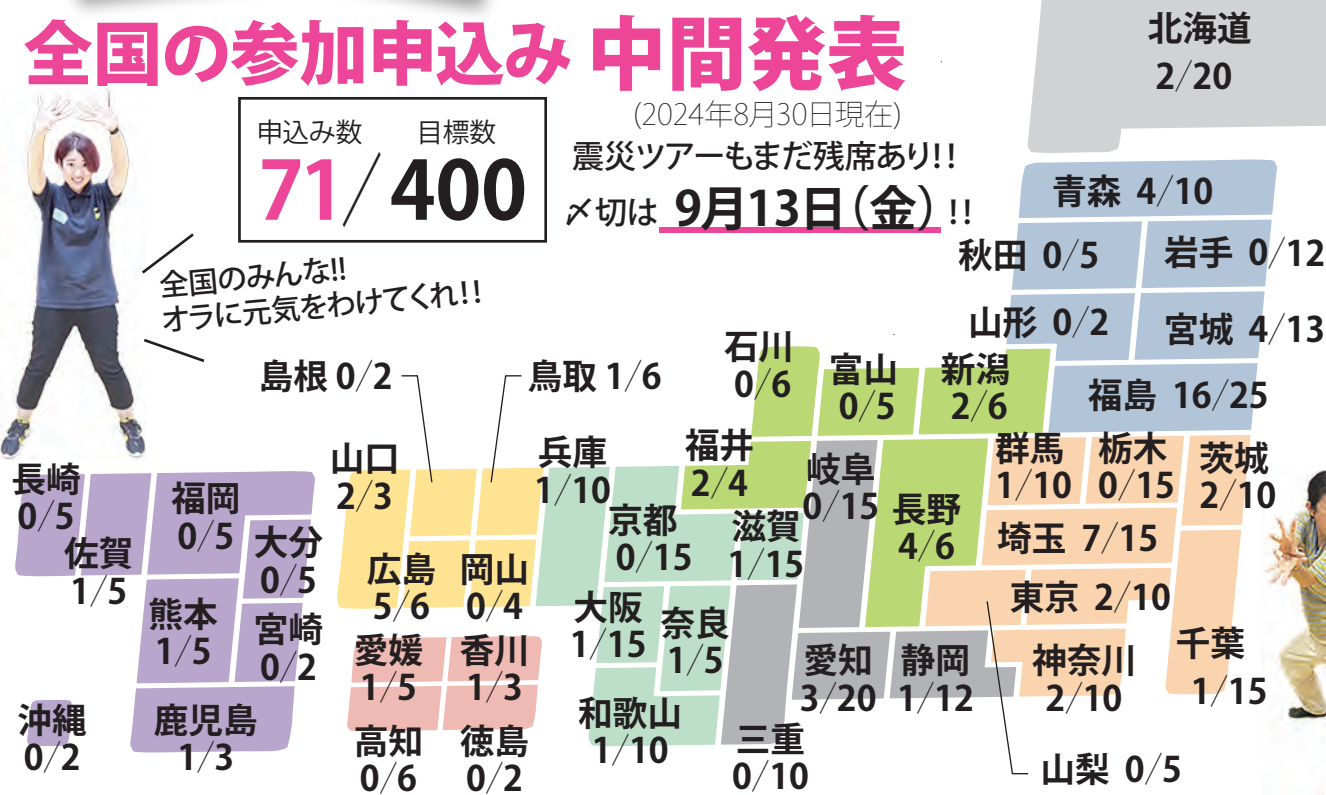 全国の参加申込み 中間発表
(2024年8月30日現在)
申込み数 目標数
71/400
震災ツアーもまだ残席あり!!
〆切は 9月13日(金)!!
全国のみんな!!
オラに元気をわけてくれ!!
北海道
2/20
青森 4/10
秋田 0/5
岩手 0/12
山形 0/2
宮城 4/13
福島 16/25
石川
0/6
富山
0/5
新潟
2/6
福井
2/4
長野
4/6
岐阜
0/15
群馬
1/10
栃木
0/15
茨城
2/10
埼玉 7/15
東京 2/10
神奈川
2/10
千葉
1/15
山梨 0/5
愛知
3/20
静岡
1/12
三重
0/10
兵庫
1/10
京都
0/15
滋賀
1/15
大阪
1/15
奈良
1/5
和歌山
1/10
島根 0/2
鳥取 1/6
山口
2/3
広島
5/6
岡山
0/4
愛媛
1/5
香川
1/3
高知
0/6
徳島
0/2
長崎
0/5
佐賀
1/5
福岡
0/5
大分
0/5
熊本
1/5
宮崎
0/2
鹿児島
1/3
沖縄
0/2